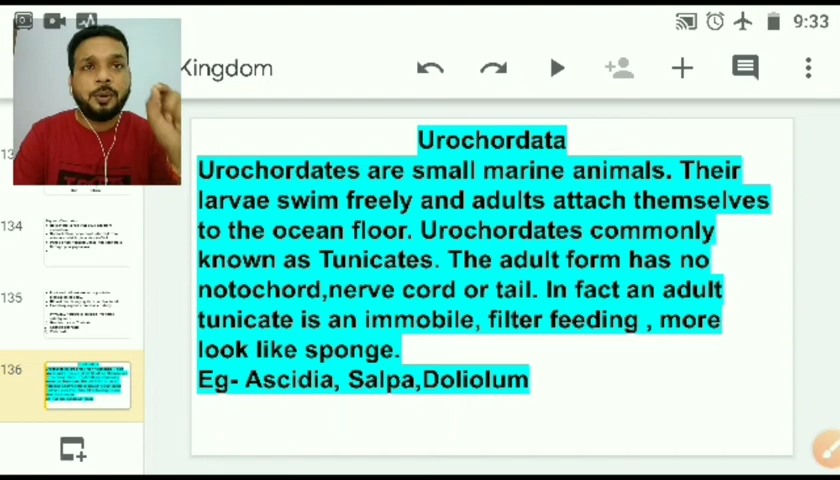 9:33
Kingdom
Urochordata
Urochordates are small marine animals. Their
larvae swim freely and adults attach themselves
to the ocean floor. Urochordates commonly
known as Tunicates. The adult form has no
notochord,nerve cord or tail. In fact an adult
tunicate is an immobile, filter feeding , more
look like sponge.
Eg- Ascidia, Salpa,Doliolum
134
135
136